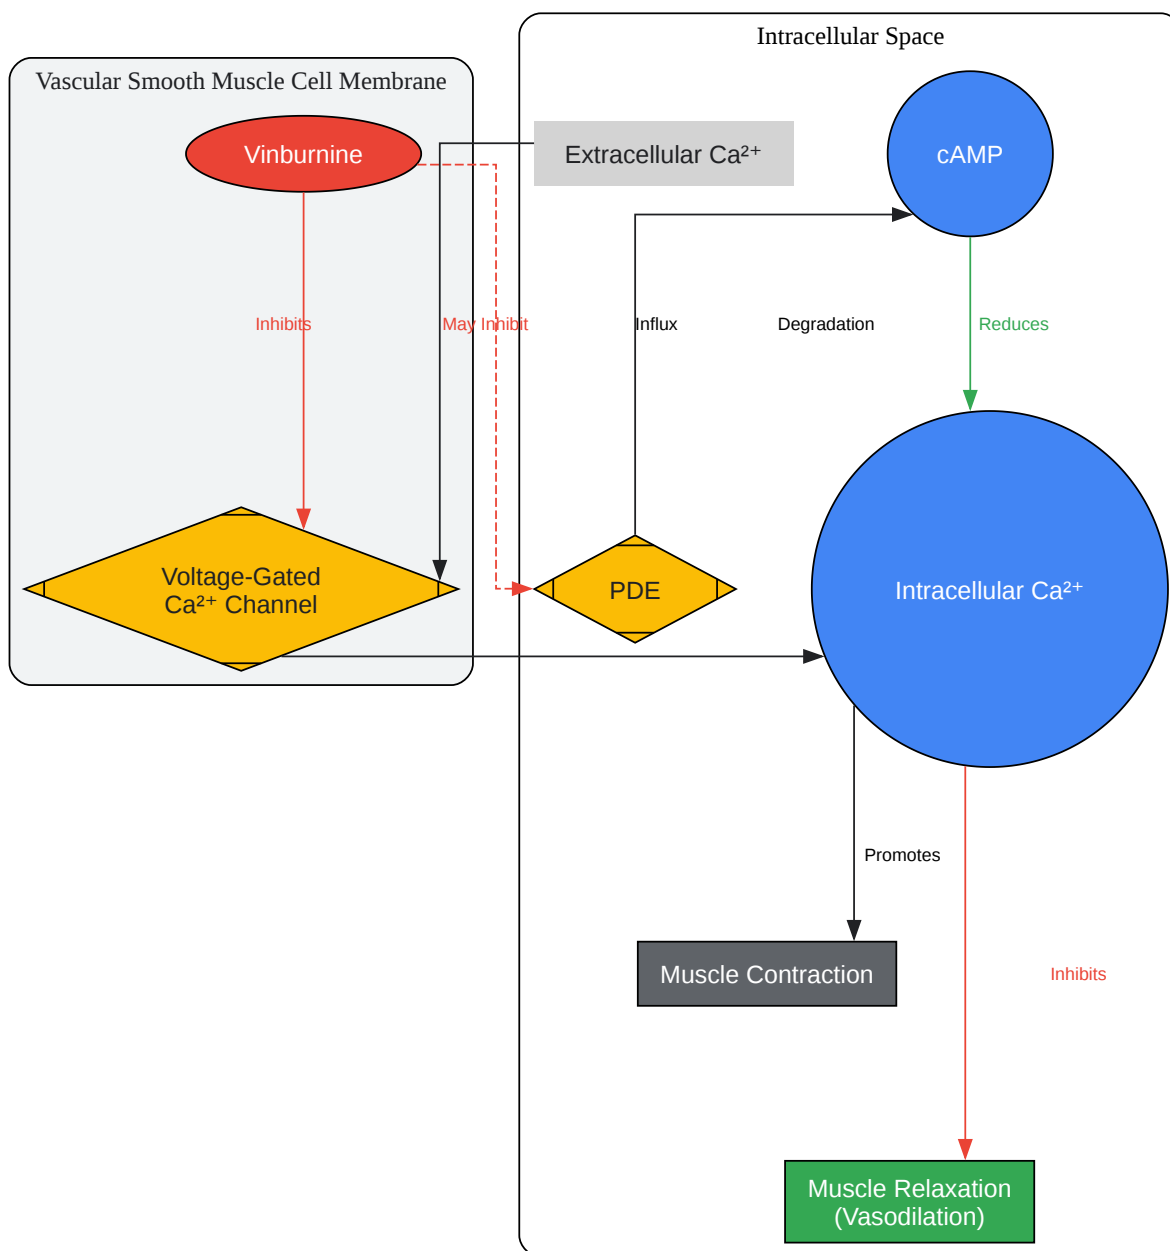 Intracellular Space
Vascular Smooth Muscle Cell Membrane
Vinburnine
Extracellular Ca²⁺
cAMP
Inhibits
May Inhibit
Influx
Degradation
Reduces
Voltage-Gated
Ca²⁺ Channel
PDE
Intracellular Ca²⁺
Promotes
Muscle Contraction
Inhibits
Muscle Relaxation
(Vasodilation)